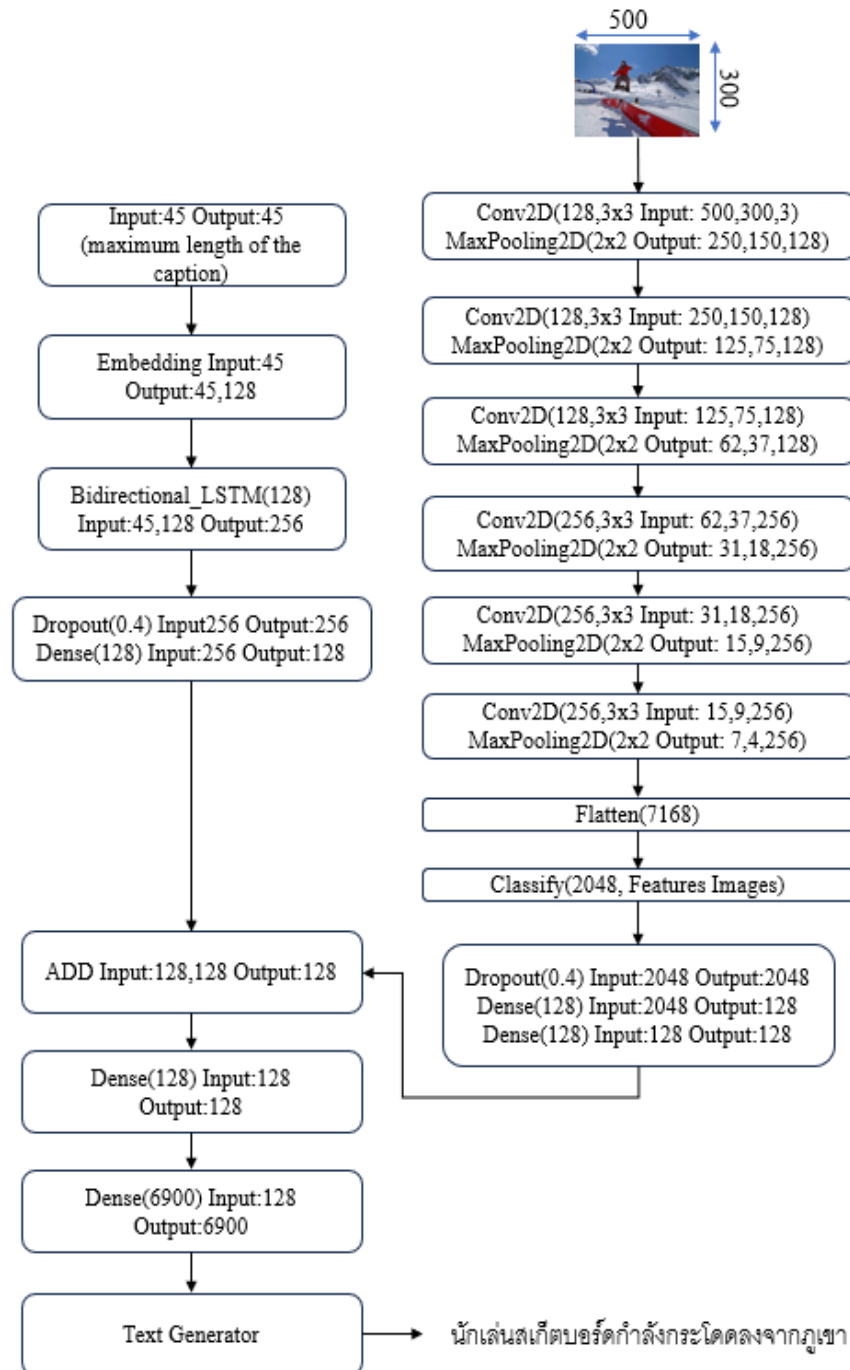 500
300
Input:45 Output:45
(maximum length of the
caption)
Embedding Input:45
Output:45,128
Bidirectional_LSTM(128)
Input:45,128 Output:256
Dropout(0.4) Input256 Output:256
Dense(128) Input:256 Output:128
ADD Input:128,128 Output:128
Dense(128) Input:128
Output:128
Dense(6900) Input:128
Output:6900
Text Generator
Conv2D(128,3x3 Input: 500,300,3)
MaxPooling2D(2x2 Output: 250,150,128)
Conv2D(128,3x3 Input: 250,150,128)
MaxPooling2D(2x2 Output: 125,75,128)
Conv2D(128,3x3 Input: 125,75,128)
MaxPooling2D(2x2 Output: 62,37,128)
Conv2D(256,3x3 Input: 62,37,256)
MaxPooling2D(2x2 Output: 31,18,256)
Conv2D(256,3x3 Input: 31,18,256)
MaxPooling2D(2x2 Output: 15,9,256)
Conv2D(256,3x3 Input: 15,9,256)
MaxPooling2D(2x2 Output: 7,4,256)
Flatten(7168)
Classify(2048, Features Images)
Dropout(0.4) Input:2048 Output:2048
Dense(128) Input:2048 Output:128
Dense(128) Input:128 Output:128
นักเล่นสเก็ตบอร์ดกำลังกระโดดลงจากภูเขา